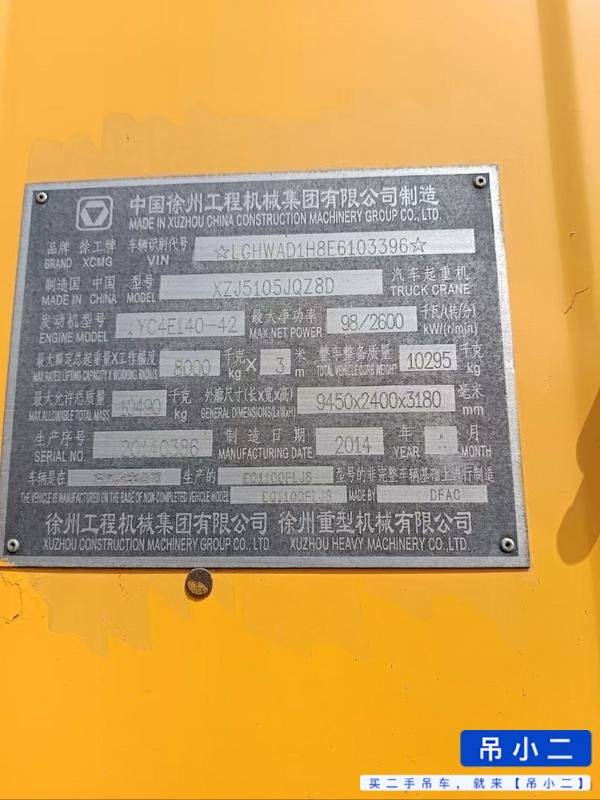 中国徐州工程机械集团有限公司制造
MADE IN XUZHOU CHINA CONSTRUCTION MACHINERY GROUP CO., LTD.
品牌 徐工牌 车辆识别代号 ☆LGHWAD1H8E6103396☆
BRAND XCMG VIN
制造国 中国 型号 XZJ5105JQZ8D 汽车起重机
MADE IN CHINA MODEL TRUCK CRANE
发动机型号 YC4E140-42 最大净功率 98/2600 千瓦/(转/分)
ENGINE MODEL MAX.NET POWER kW/(r/min)
最大额定总起重量X工作幅度 8000 千克 X 3 米 整车整备质量 10295 千克
MAX RATED LIFTING CAPACITY X WORKING RADIUS kg m TOTAL VEHICLE CURB WEIGHT kg
最大允许总质量 10490 千克 外廓尺寸(长x宽x高) 9450x2400x3180 毫米
MAX.ALLOWABLE TOTAL MASS kg GENERAL DIMENSIONS(LxWxH) mm
生产序号 20140386 制造日期 2014 年 月
SERIAL NO. MANUFACTURING DATE YEAR MONTH
车辆是在 生产的 EQ1100FLJ8 型号的非完整车辆基础上进行制造
THE VEHICLE IS MANUFACTURED ON THE BASE OF NON-COMPLETED VEHICLE MODEL EQ1100FLJ8 MADE BY DFAC
徐州工程机械集团有限公司 徐州重型机械有限公司
XUZHOU CONSTRUCTION MACHINERY GROUP CO., LTD. XUZHOU HEAVY MACHINERY CO.,LTD.
吊小二
买二手吊车，就来【吊小二】